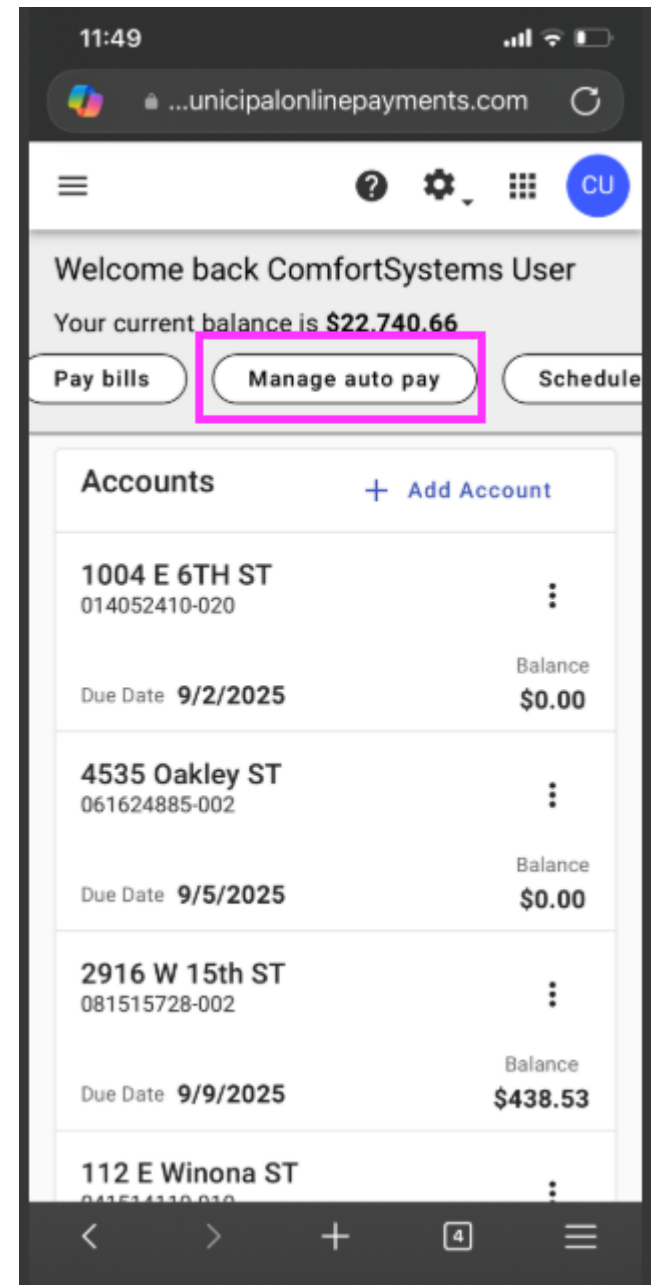 11:49
...unicipalonlinepayments.com
CU
Welcome back ComfortSystems User
Your current balance is $22,740.66
Pay bills Manage auto pay Schedule
Accounts + Add Account
1004 E 6TH ST
014052410-020
Balance
Due Date 9/2/2025 $0.00
4535 Oakley ST
061624885-002
Balance
Due Date 9/5/2025 $0.00
2916 W 15th ST
081515728-002
Balance
Due Date 9/9/2025 $438.53
112 E Winona ST
4